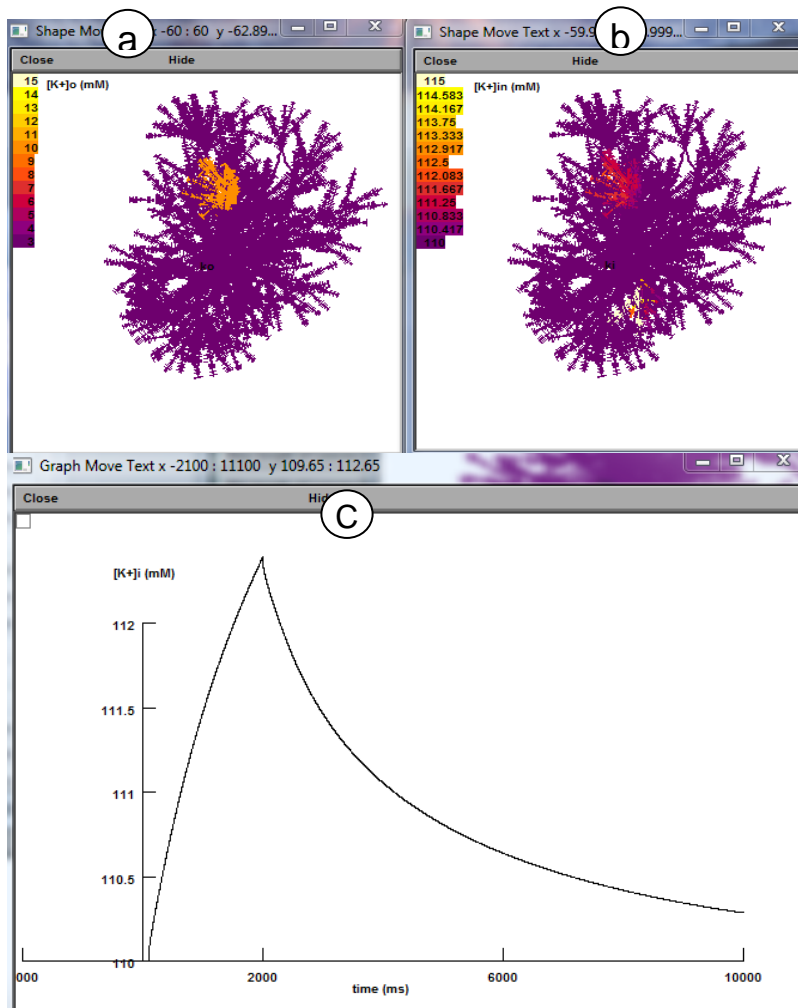 Shape Mov
a
: -60 : 60 y -62.89...
Close
Hide
[K+]o (mM)
15
14
13
12
11
10
9
8
7
6
5
4
3
ko
Shape Move Text x -59.9
b
.999...
Close
Hide
[K+]in (mM)
115
114.583
114.167
113.75
113.333
112.917
112.5
112.083
111.667
111.25
110.833
110.417
110
ki
Graph Move Text x -2100 : 11100 y 109.65 : 112.65
Close
Hid
C
[K+]i (mM)
112
111.5
111
110.5
110
000
2000
6000
10000
time (ms)